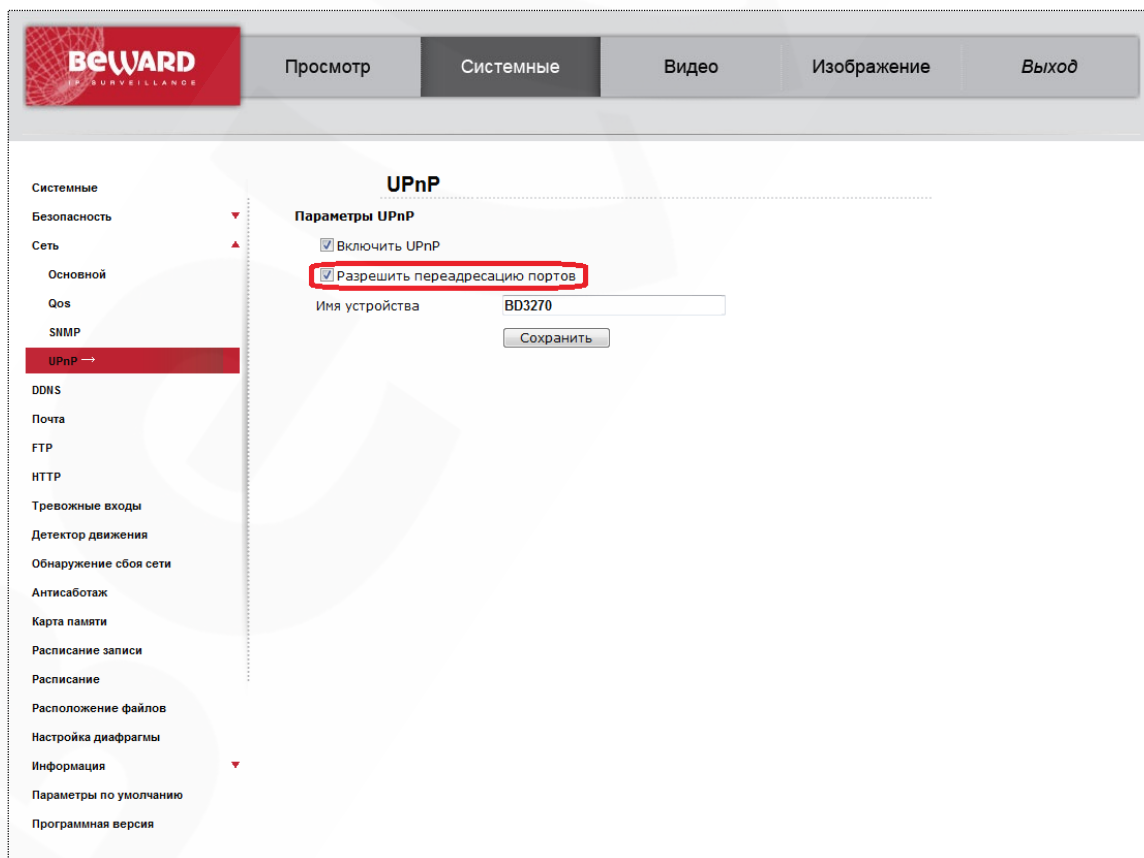 BEWARD
IP SURVEILLANCE
Просмотр
Системные
Видео
Изображение
Выход
Системные
Безопасность
Сеть
Основной
Qos
SNMP
UPnP →
DDNS
Почта
FTP
HTTP
Тревожные входы
Детектор движения
Обнаружение сбоя сети
Антисаботаж
Карта памяти
Расписание записи
Расписание
Расположение файлов
Настройка диафрагмы
Информация
Параметры по умолчанию
Программная версия
UPnP
Параметры UPnP
Включить UPnP
Разрешить переадресацию портов
Имя устройства BD3270
Сохранить